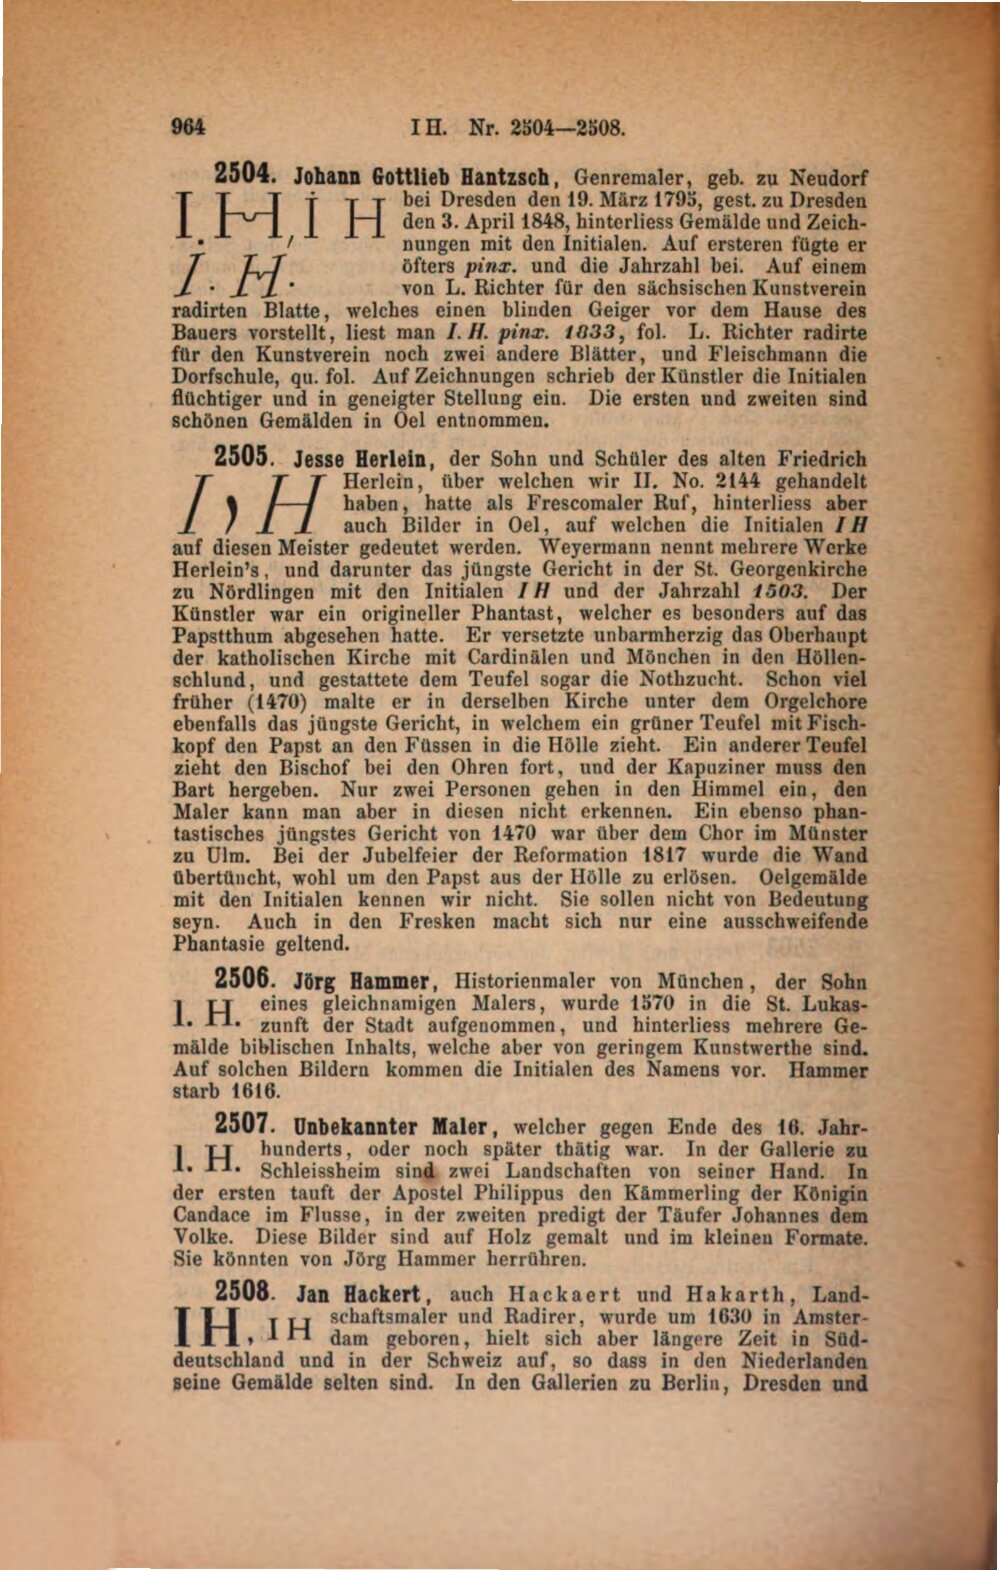 964 I H. Nr. 2504—2508.
2504. Johann Gottlieb Hantzsch, Genremaler, geb. zu Neudorf
I. H, I H bei Dresden den 19. März 1795, gest. zu Dresden
den 3. April 1848, hinterliess Gemälde und Zeich-
nungen mit den Initialen. Auf ersteren fügte er
I. H. öfters pinx. und die Jahrzahl bei. Auf einem
von L. Richter für den sächsischen Kunstverein
radirten Blatte, welches einen blinden Geiger vor dem Hause des
Bauers vorstellt, liest man I. H. pinx. 1833, fol. L. Richter radirte
für den Kunstverein noch zwei andere Blätter, und Fleischmann die
Dorfschule, qu. fol. Auf Zeichnungen schrieb der Künstler die Initialen
flüchtiger und in geneigter Stellung ein. Die ersten und zweiten sind
schönen Gemälden in Oel entnommen.
2505. Jesse Herlein, der Sohn und Schüler des alten Friedrich
I, H Herlein, über welchen wir II. No. 2144 gehandelt
haben, hatte als Frescomaler Ruf, hinterliess aber
auch Bilder in Oel, auf welchen die Initialen I H
auf diesen Meister gedeutet werden. Weyermann nennt mehrere Werke
Herlein's, und darunter das jüngste Gericht in der St. Georgenkirche
zu Nördlingen mit den Initialen I H und der Jahrzahl 1503. Der
Künstler war ein origineller Phantast, welcher es besonders auf das
Papstthum abgesehen hatte. Er versetzte unbarmherzig das Oberhaupt
der katholischen Kirche mit Cardinälen und Mönchen in den Höllen-
schlund, und gestattete dem Teufel sogar die Nothzucht. Schon viel
früher (1470) malte er in derselben Kirche unter dem Orgelchore
ebenfalls das jüngste Gericht, in welchem ein grüner Teufel mit Fisch-
kopf den Papst an den Füssen in die Hölle zieht. Ein anderer Teufel
zieht den Bischof bei den Ohren fort, und der Kapuziner muss den
Bart hergeben. Nur zwei Personen gehen in den Himmel ein, den
Maler kann man aber in diesen nicht erkennen. Ein ebenso phan-
tastisches jüngstes Gericht von 1470 war über dem Chor im Münster
zu Ulm. Bei der Jubelfeier der Reformation 1817 wurde die Wand
übertüncht, wohl um den Papst aus der Hölle zu erlösen. Oelgemälde
mit den Initialen kennen wir nicht. Sie sollen nicht von Bedeutung
seyn. Auch in den Fresken macht sich nur eine ausschweifende
Phantasie geltend.
2506. Jörg Hammer, Historienmaler von München, der Sohn
I. H. eines gleichnamigen Malers, wurde 1570 in die St. Lukas-
zunft der Stadt aufgenommen, und hinterliess mehrere Ge-
mälde biblischen Inhalts, welche aber von geringem Kunstwerthe sind.
Auf solchen Bildern kommen die Initialen des Namens vor. Hammer
starb 1616.
2507. Unbekannter Maler, welcher gegen Ende des 16. Jahr-
I. H. hunderts, oder noch später thätig war. In der Gallerie zu
Schleissheim sind zwei Landschaften von seiner Hand. In
der ersten tauft der Apostel Philippus den Kämmerling der Königin
Candace im Flusse, in der zweiten predigt der Täufer Johannes dem
Volke. Diese Bilder sind auf Holz gemalt und im kleinen Formate.
Sie könnten von Jörg Hammer herrühren.
2508. Jan Hackert, auch Hackaert und Hakarth, Land-
IH, IH schaftsmaler und Radirer, wurde um 1630 in Amster-
dam geboren, hielt sich aber längere Zeit in Süd-
deutschland und in der Schweiz auf, so dass in den Niederlanden
seine Gemälde selten sind. In den Gallerien zu Berlin, Dresden und